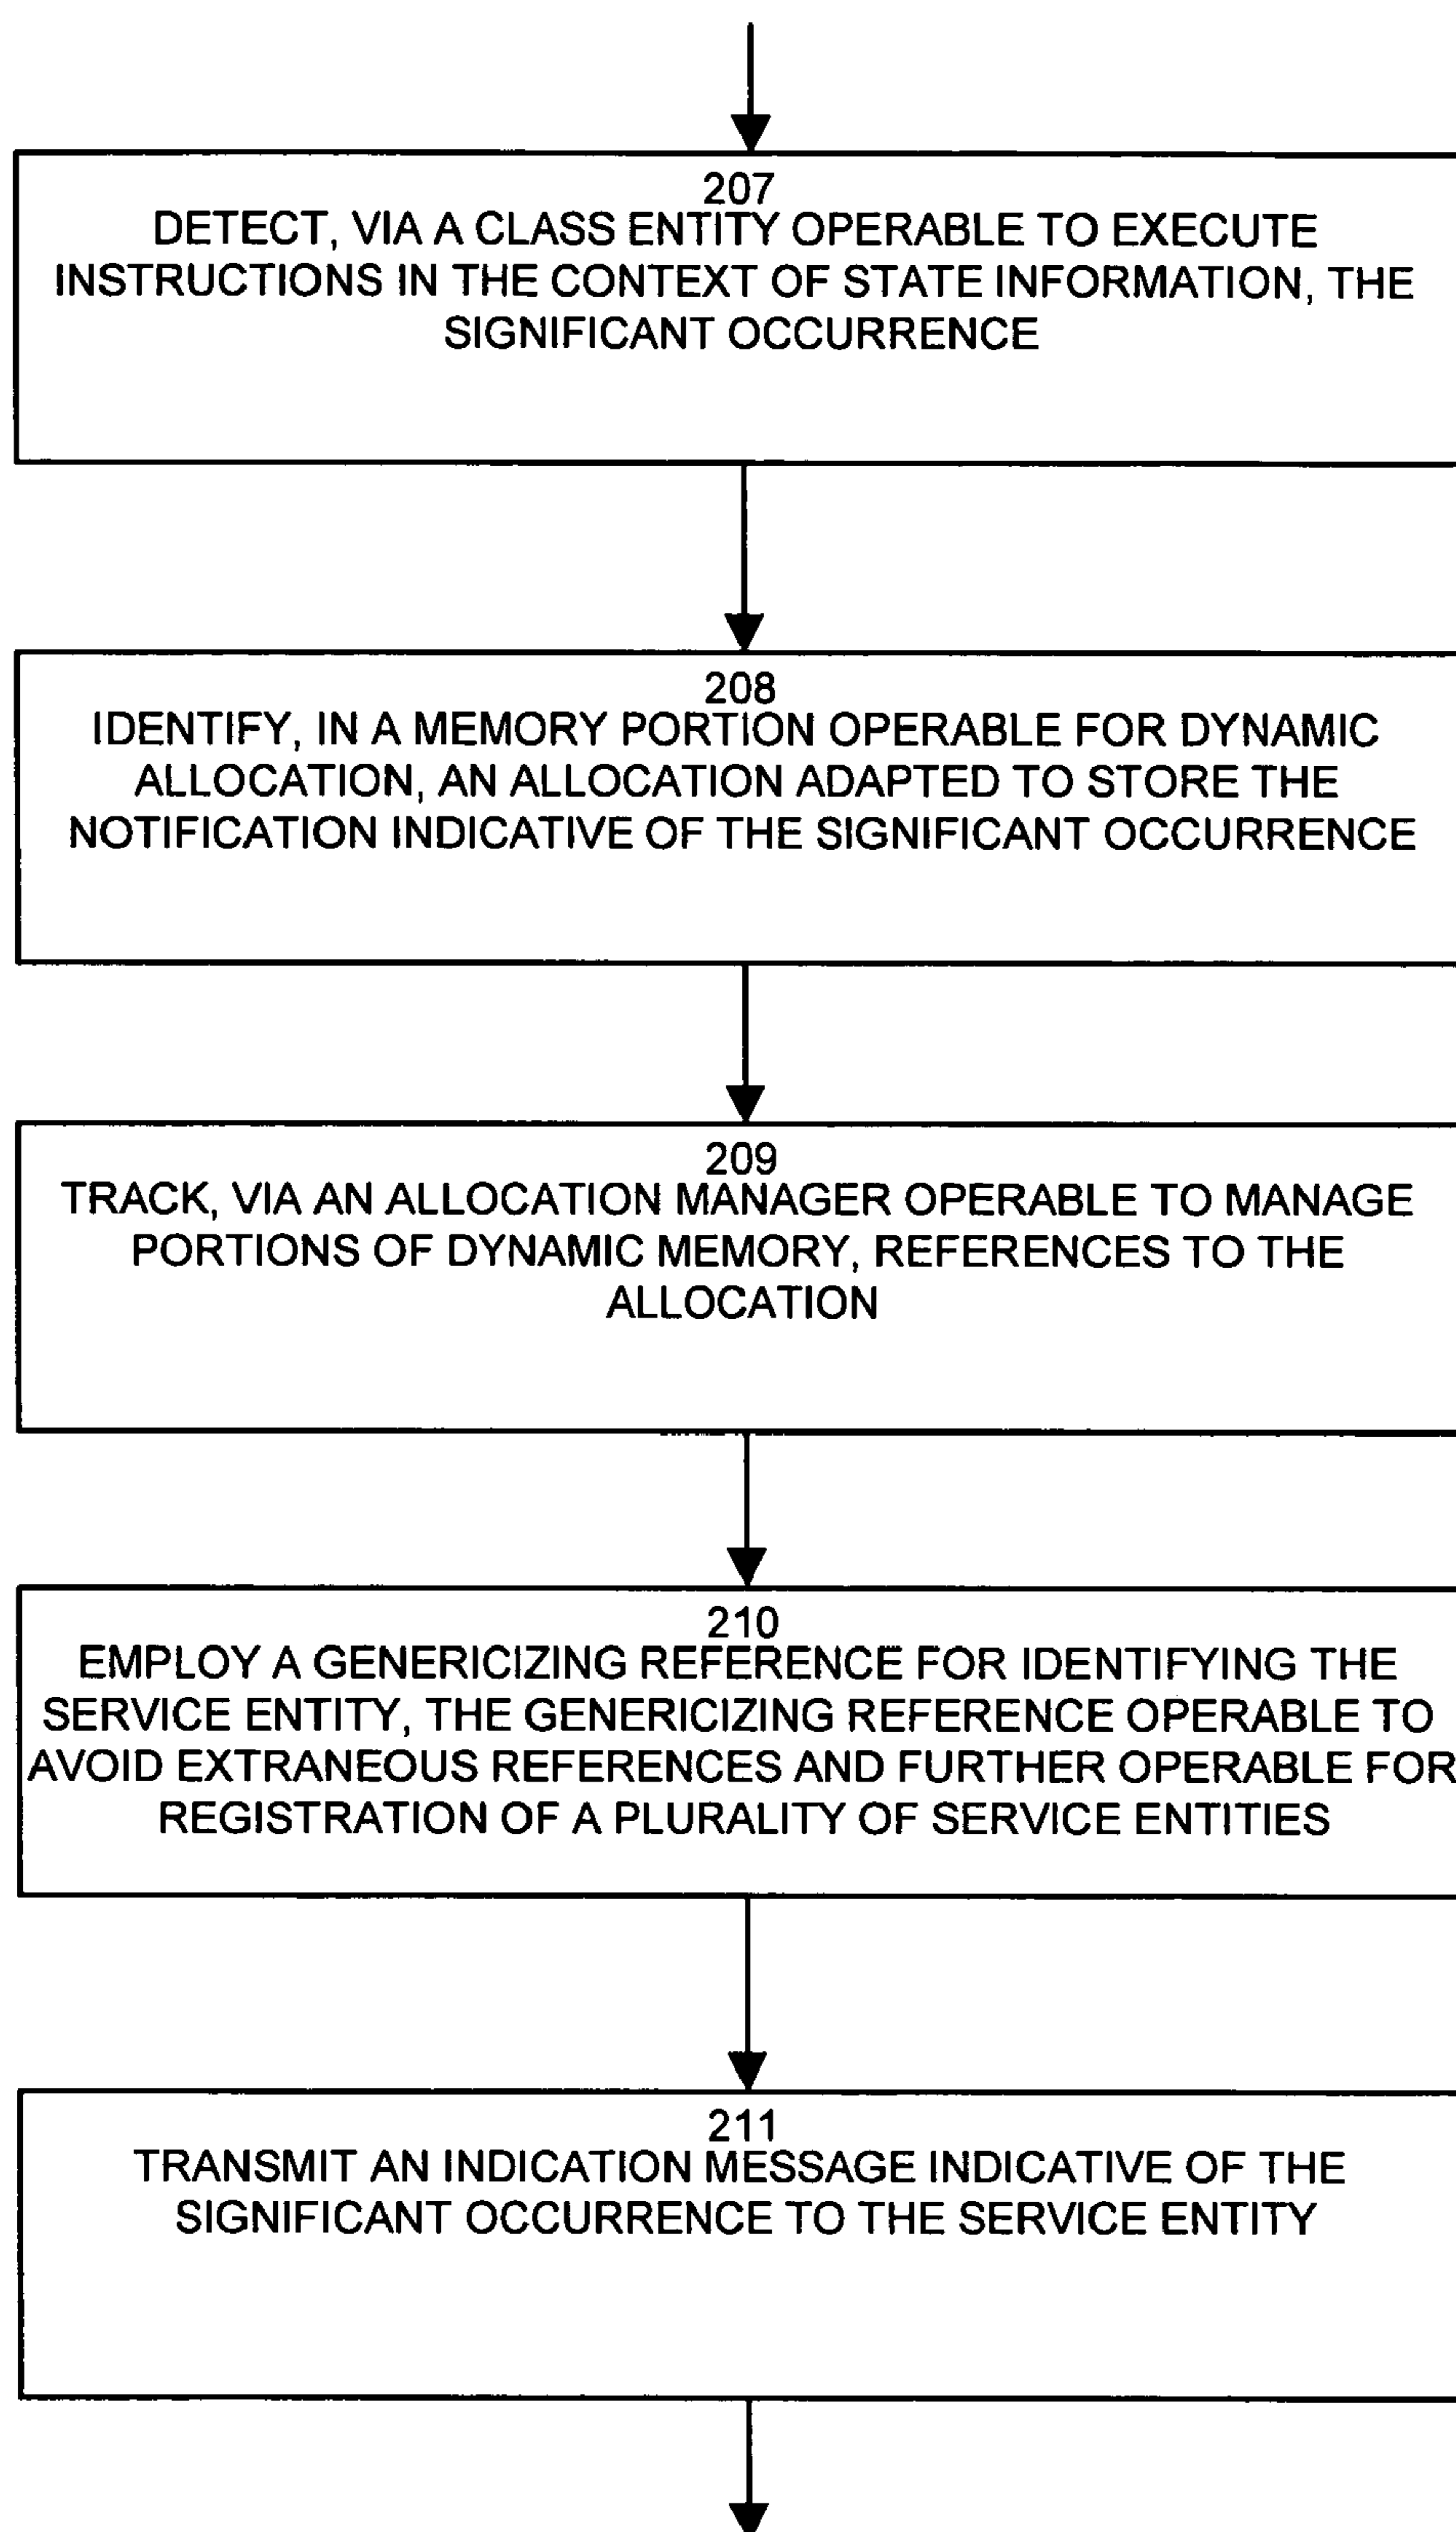 207
DETECT, VIA A CLASS ENTITY OPERABLE TO EXECUTE
INSTRUCTIONS IN THE CONTEXT OF STATE INFORMATION, THE
SIGNIFICANT OCCURRENCE
208
IDENTIFY, IN A MEMORY PORTION OPERABLE FOR DYNAMIC
ALLOCATION, AN ALLOCATION ADAPTED TO STORE THE
NOTIFICATION INDICATIVE OF THE SIGNIFICANT OCCURRENCE
209
TRACK, VIA AN ALLOCATION MANAGER OPERABLE TO MANAGE
PORTIONS OF DYNAMIC MEMORY, REFERENCES TO THE
ALLOCATION
210
EMPLOY A GENERICIZING REFERENCE FOR IDENTIFYING THE
SERVICE ENTITY, THE GENERICIZING REFERENCE OPERABLE TO
AVOID EXTRANEOUS REFERENCES AND FURTHER OPERABLE FOR
REGISTRATION OF A PLURALITY OF SERVICE ENTITIES
211
TRANSMIT AN INDICATION MESSAGE INDICATIVE OF THE
SIGNIFICANT OCCURRENCE TO THE SERVICE ENTITY